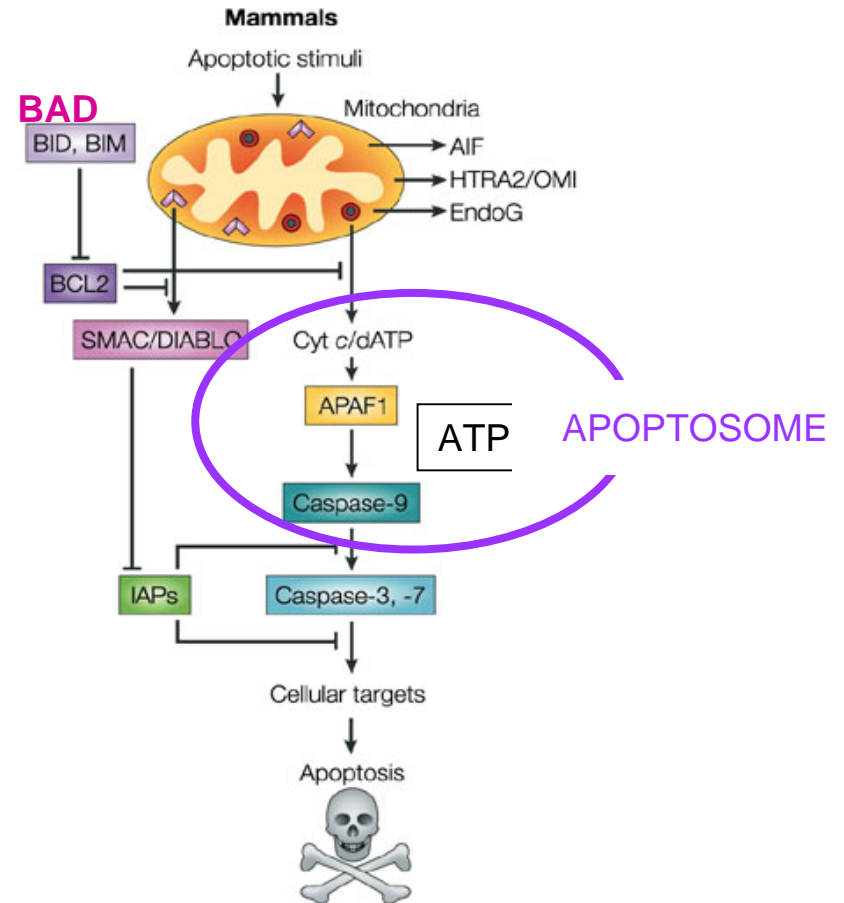 Mammals
Apoptotic stimuli
BAD
Mitochondria
BID, BIM
AIF
HTRA2/OMI
EndoG
BCL2
SMAC/DIABLO
Cyt c/dATP
APAF1
ATP
APOPTOSOME
Caspase-9
IAPs
Caspase-3, -7
Cellular targets
Apoptosis